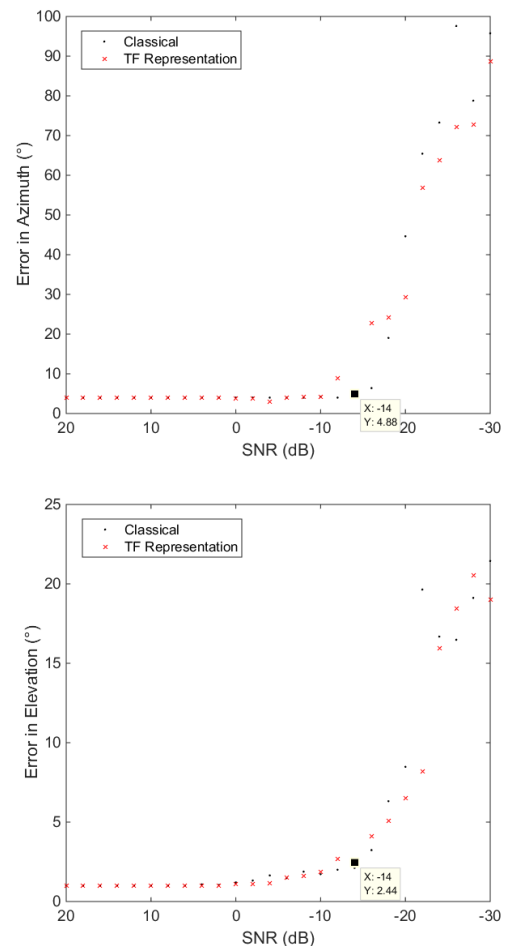 100
90
80
70
60
50
40
30
20
10
0
Error in Azimuth (°)
Classical
TF Representation
X: -14
Y: 4.88
20
10
0
-10
-20
-30
SNR (dB)
25
20
15
10
5
0
Error in Elevation (°)
Classical
TF Representation
X: -14
Y: 2.44
20
10
0
-10
-20
-30
SNR (dB)